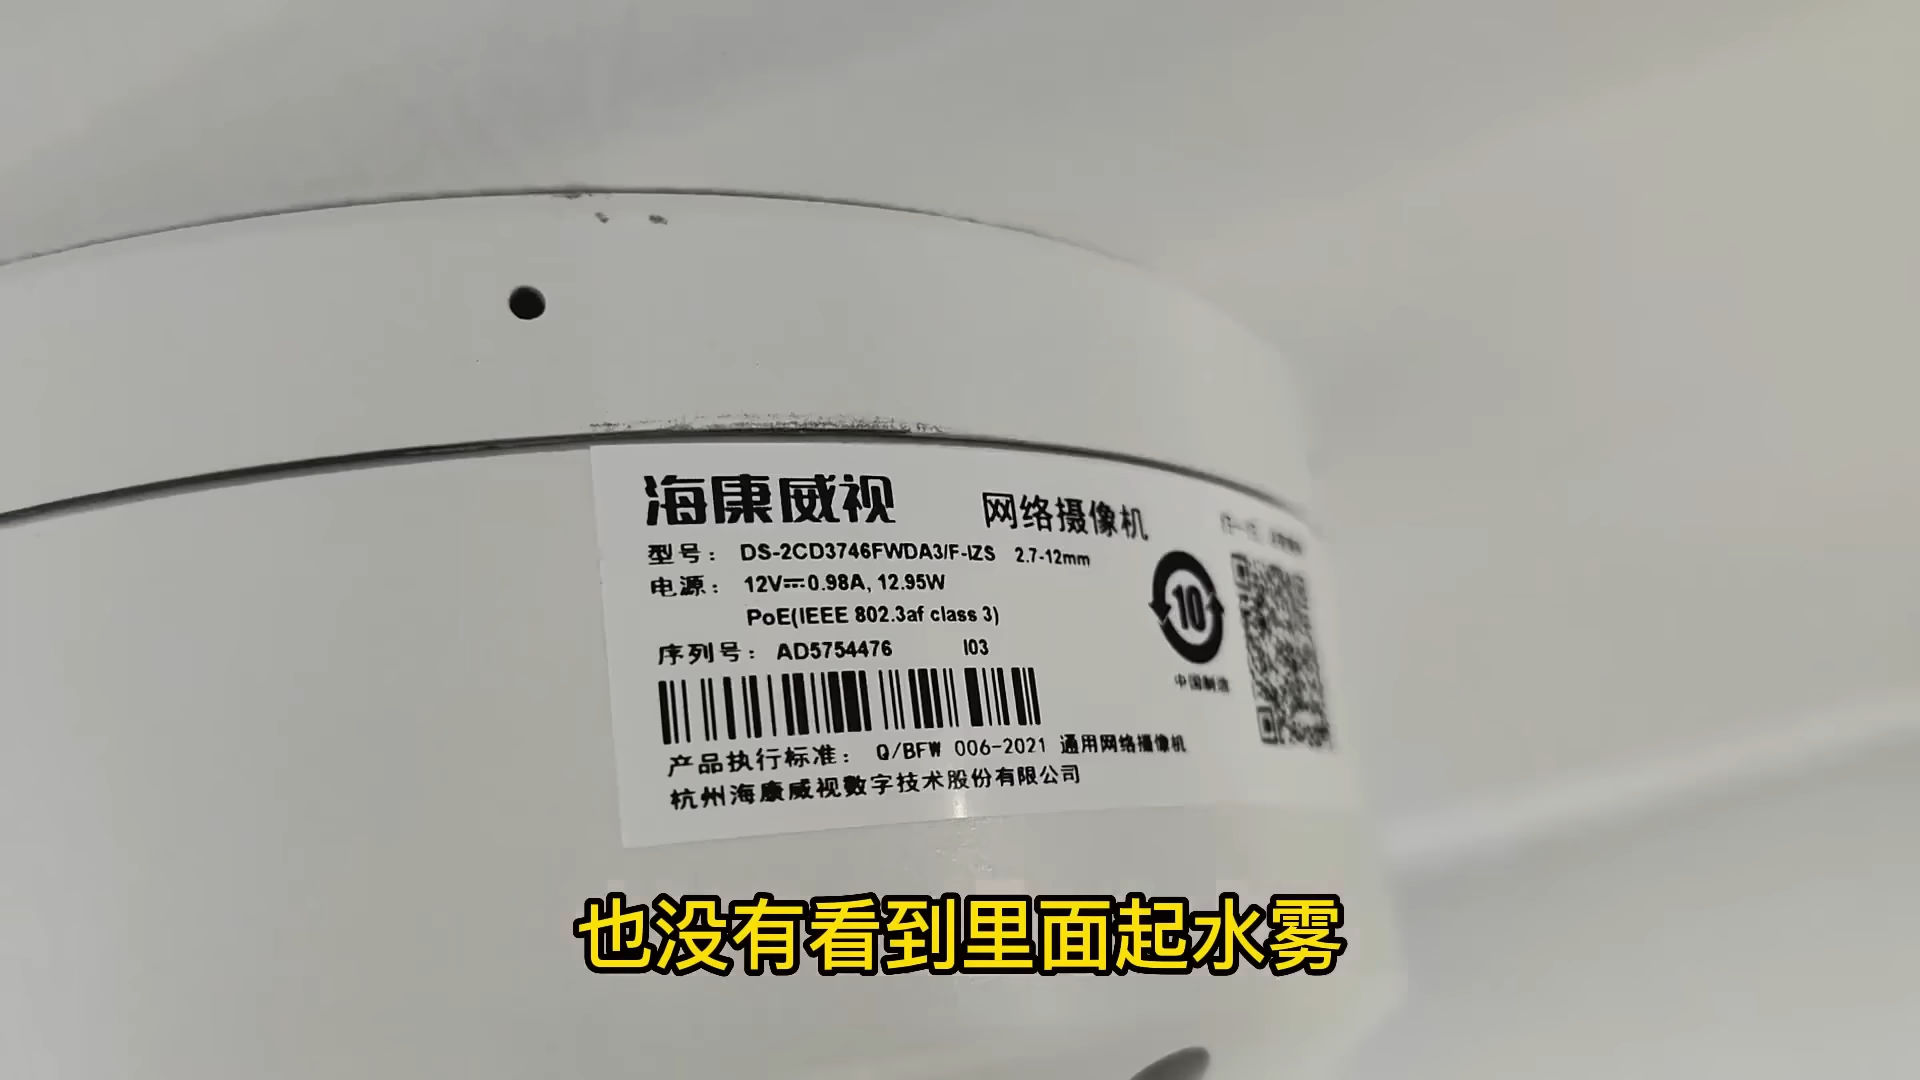 海康威视 网络摄像机
型号： DS-2CD3746FWDA3/F-IZS 2.7-12mm
电源： 12V⎓0.98A, 12.95W
PoE(IEEE 802.3af class 3)
序列号： AD5754476 I03
10
中国制造
产品执行标准： Q/BFW 006-2021 通用网络摄像机
杭州海康威视数字技术股份有限公司
也没有看到里面起水雾